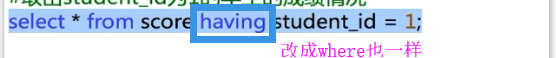 select * from score having student_id = 1;
改成where也一样